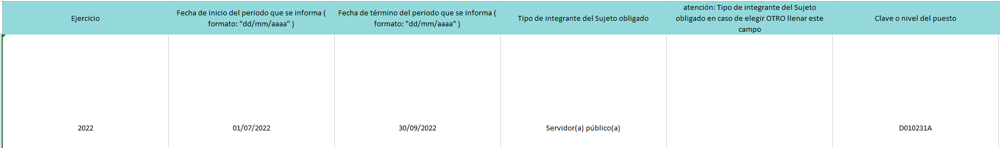 Ejercicio
Fecha de inicio del periodo que se informa (
formato: "dd/mm/aaaa" )
Fecha de término del periodo que se informa (
formato: "dd/mm/aaaa" )
Tipo de integrante del Sujeto obligado
atención: Tipo de integrante del Sujeto
obligado en caso de elegir OTRO llenar este
campo
Clave o nivel del puesto
2022
01/07/2022
30/09/2022
Servidor(a) público(a)
D010231A